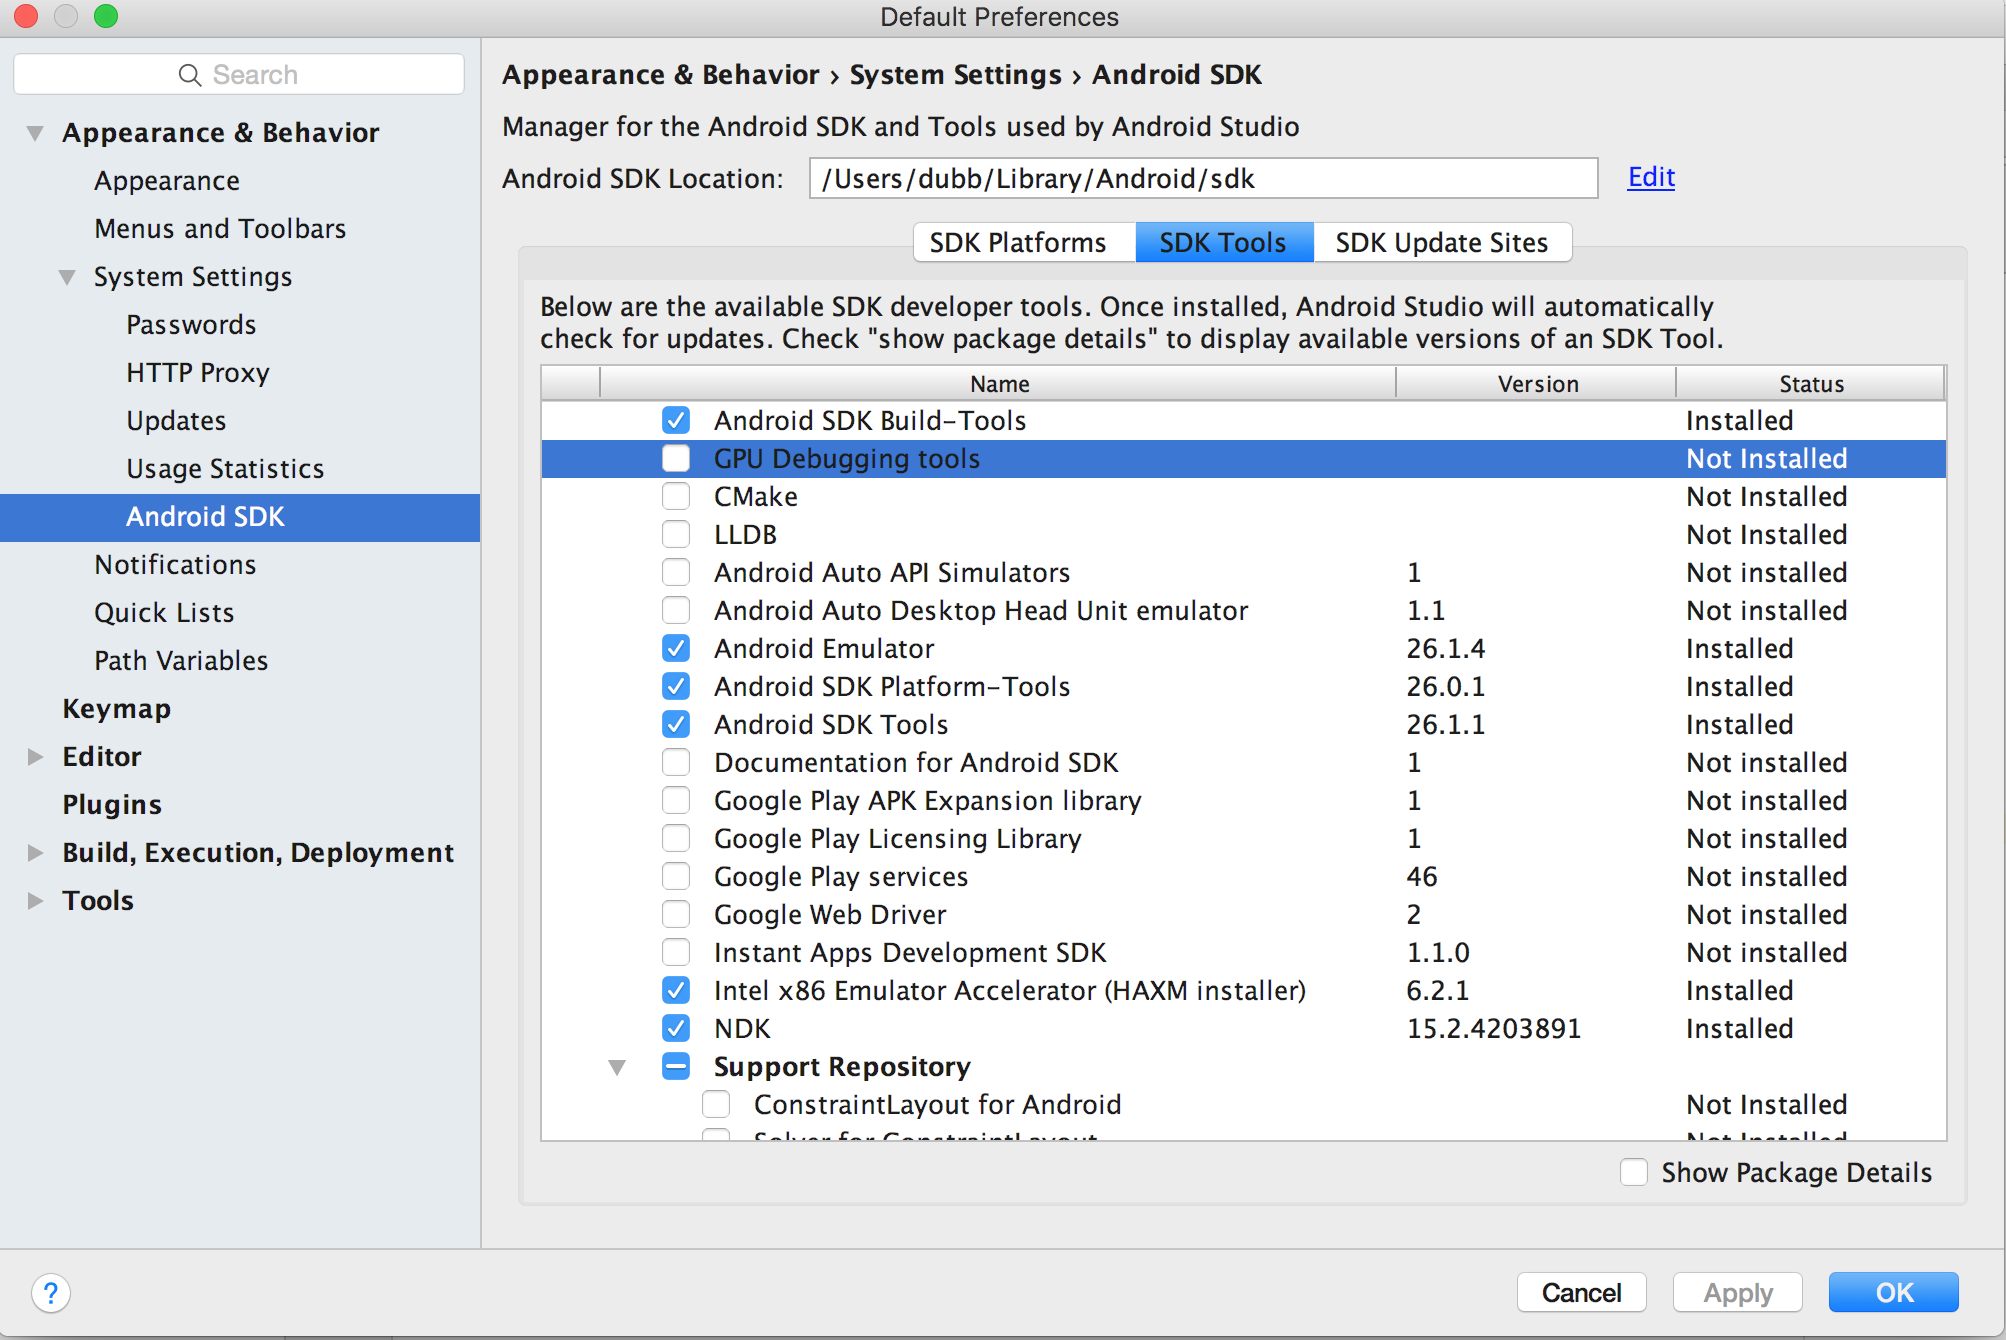 Default Preferences
Search
Appearance & Behavior
Appearance
Menus and Toolbars
System Settings
Passwords
HTTP Proxy
Updates
Usage Statistics
Android SDK
Notifications
Quick Lists
Path Variables
Keymap
Editor
Plugins
Build, Execution, Deployment
Tools
Appearance & Behavior › System Settings › Android SDK
Manager for the Android SDK and Tools used by Android Studio
Android SDK Location: /Users/dubb/Library/Android/sdk Edit
SDK Platforms SDK Tools SDK Update Sites
Below are the available SDK developer tools. Once installed, Android Studio will automatically
check for updates. Check "show package details" to display available versions of an SDK Tool.
Name Version Status
Android SDK Build-Tools Installed
GPU Debugging tools Not Installed
CMake Not Installed
LLDB Not Installed
Android Auto API Simulators 1 Not installed
Android Auto Desktop Head Unit emulator 1.1 Not installed
Android Emulator 26.1.4 Installed
Android SDK Platform-Tools 26.0.1 Installed
Android SDK Tools 26.1.1 Installed
Documentation for Android SDK 1 Not installed
Google Play APK Expansion library 1 Not installed
Google Play Licensing Library 1 Not installed
Google Play services 46 Not installed
Google Web Driver 2 Not installed
Instant Apps Development SDK 1.1.0 Not installed
Intel x86 Emulator Accelerator (HAXM installer) 6.2.1 Installed
NDK 15.2.4203891 Installed
Support Repository
ConstraintLayout for Android Not Installed
Solver for ConstraintLayout Not Installed
Show Package Details
? Cancel Apply OK